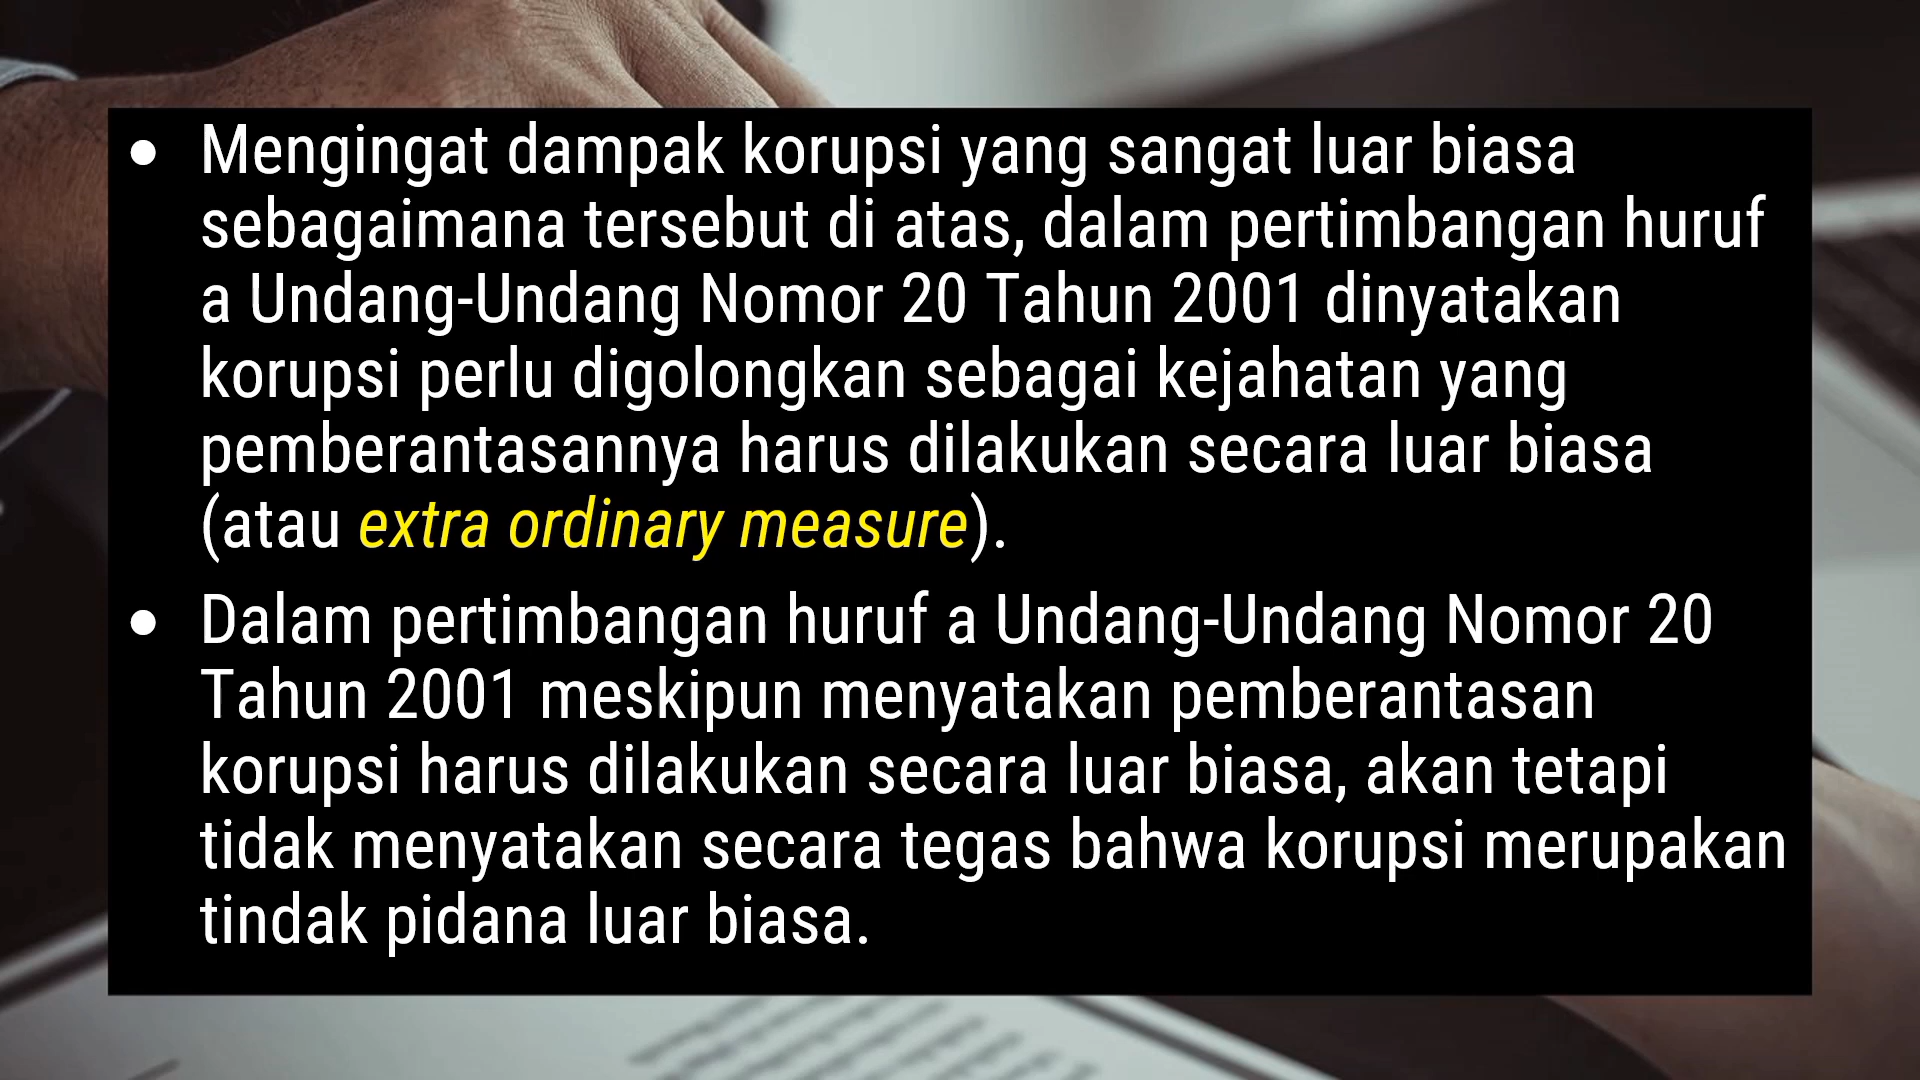 • Mengingat dampak korupsi yang sangat luar biasa
sebagaimana tersebut di atas, dalam pertimbangan huruf
a Undang-Undang Nomor 20 Tahun 2001 dinyatakan
korupsi perlu digolongkan sebagai kejahatan yang
pemberantasannya harus dilakukan secara luar biasa
(atau extra ordinary measure).
• Dalam pertimbangan huruf a Undang-Undang Nomor 20
Tahun 2001 meskipun menyatakan pemberantasan
korupsi harus dilakukan secara luar biasa, akan tetapi
tidak menyatakan secara tegas bahwa korupsi merupakan
tindak pidana luar biasa.